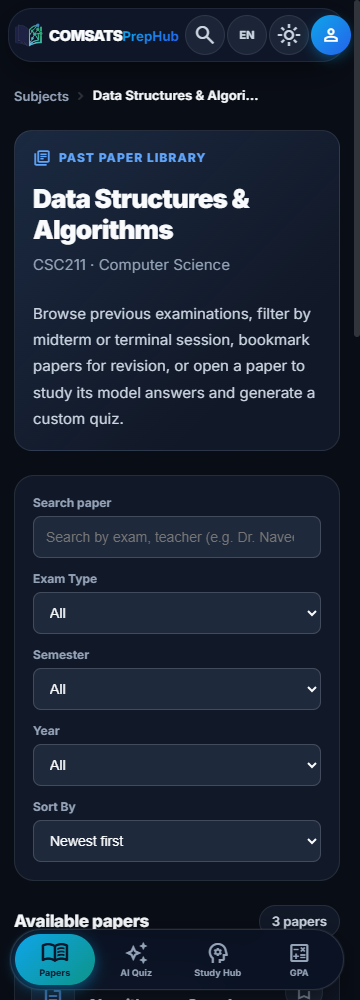 COMSATSPrepHub EN
Subjects > Data Structures & Algori...
PAST PAPER LIBRARY
Data Structures &
Algorithms
CSC211 · Computer Science
Browse previous examinations, filter by
midterm or terminal session, bookmark
papers for revision, or open a paper to
study its model answers and generate a
custom quiz.
Search paper
Search by exam, teacher (e.g. Dr. Nave
Exam Type
All
Semester
All
Year
All
Sort By
Newest first
Available papers 3 papers
Papers AI Quiz Study Hub GPA